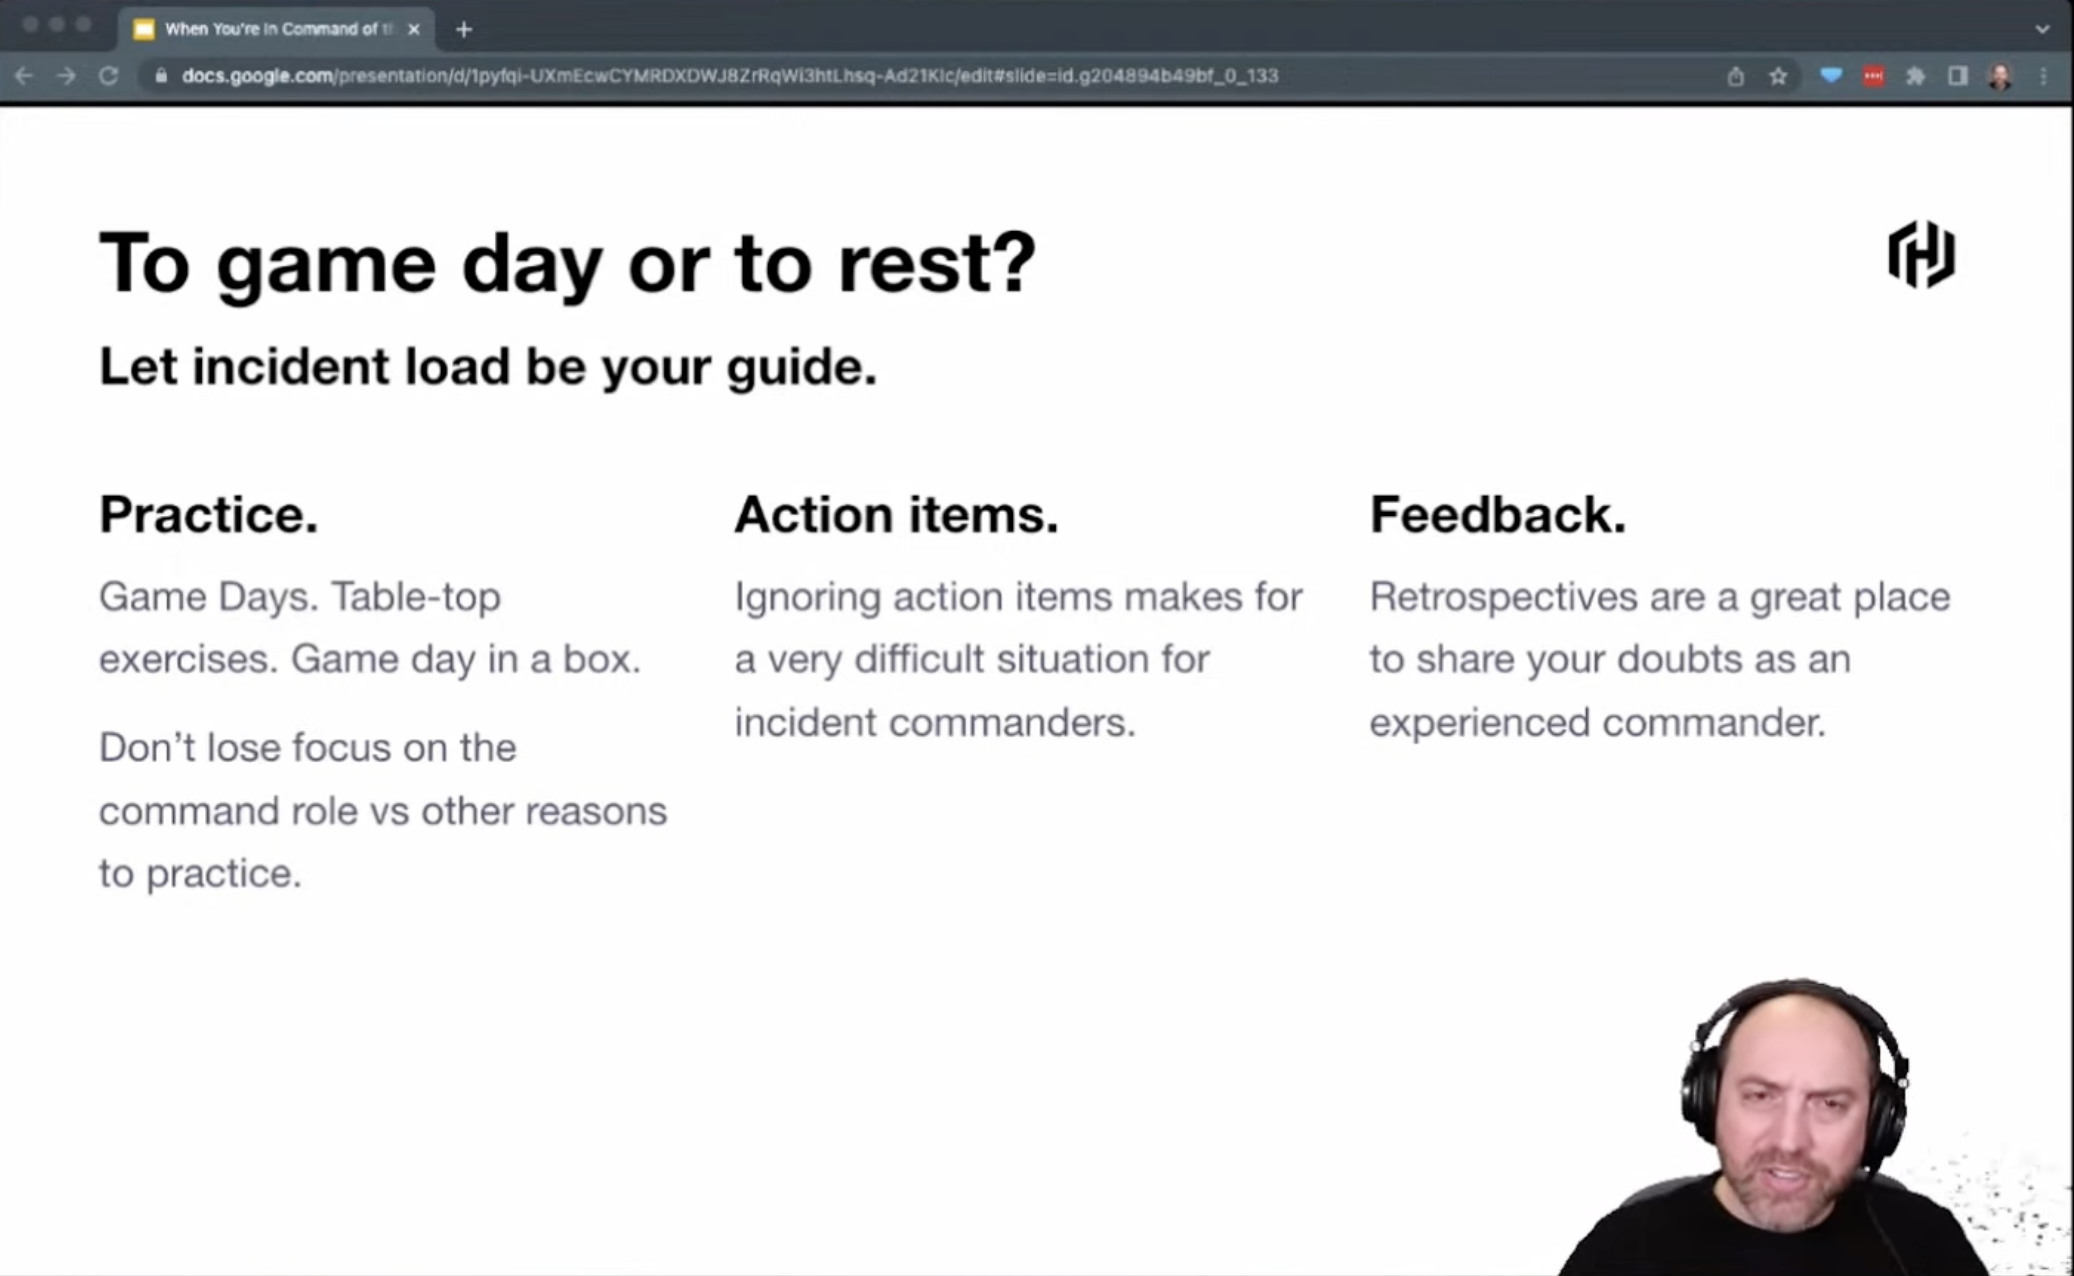 When You're in Command of t
docs.google.com/presentation/d/1pyfqi-UXmEcwCYMRDXDWJ8ZrRqWi3htLhsq-Ad21KIc/edit#slide=id.g204894b49bf_0_133
To game day or to rest?
Let incident load be your guide.
Practice.
Game Days. Table-top
exercises. Game day in a box.
Don’t lose focus on the
command role vs other reasons
to practice.
Action items.
Ignoring action items makes for
a very difficult situation for
incident commanders.
Feedback.
Retrospectives are a great place
to share your doubts as an
experienced commander.